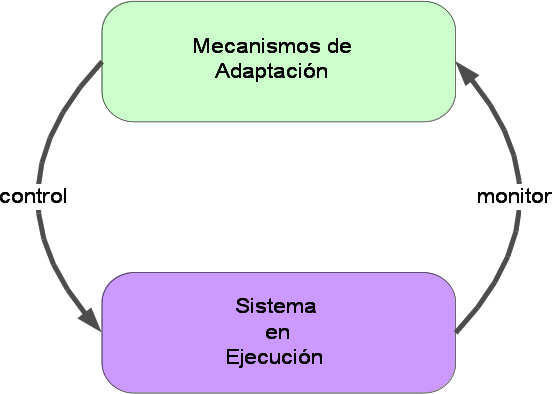 Mecanismos de
Adaptación
control
monitor
Sistema
en
Ejecución